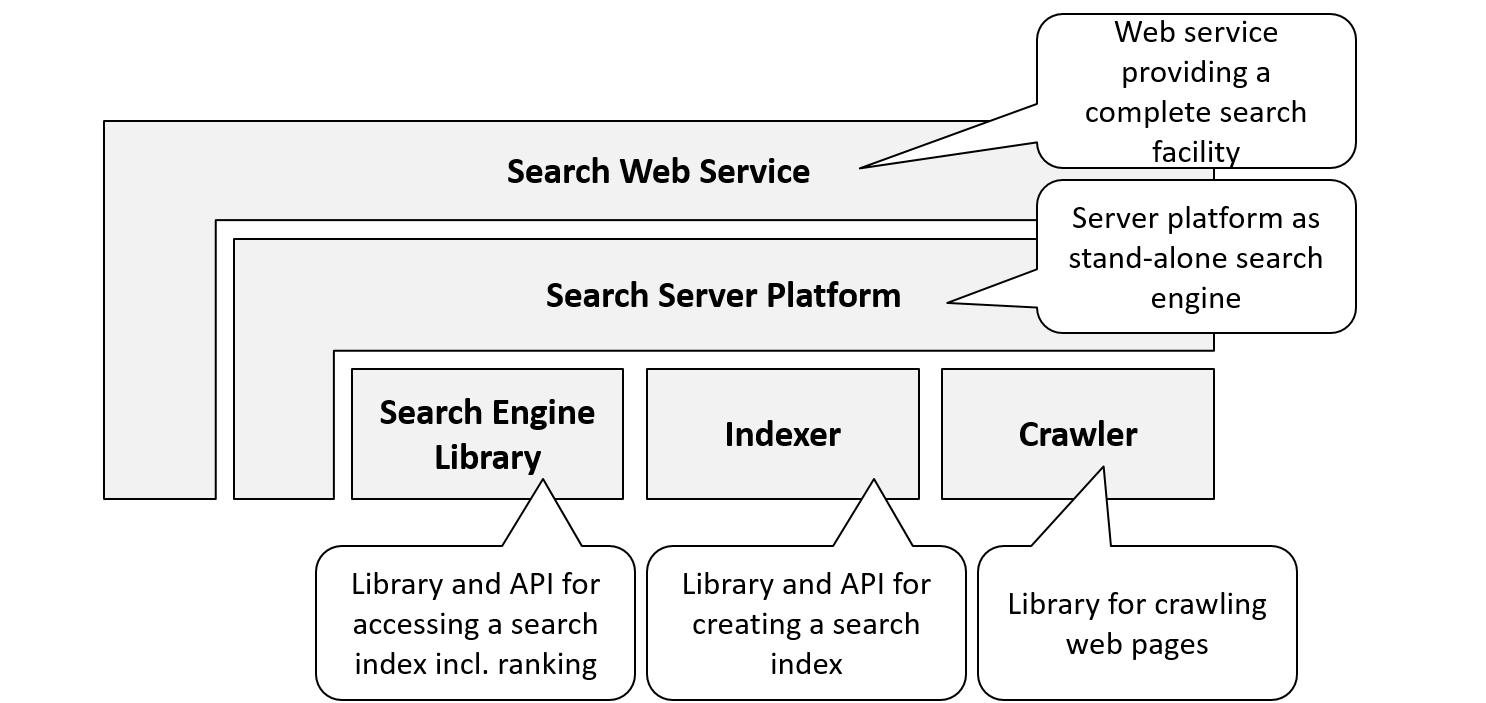 Web service
providing a
complete search
facility
Search Web Service
Server platform as
stand-alone search
engine
Search Server Platform
Search Engine
Library
Indexer
Crawler
Library and API for
accessing a search
index incl. ranking
Library and API for
creating a search
index
Library for crawling
web pages